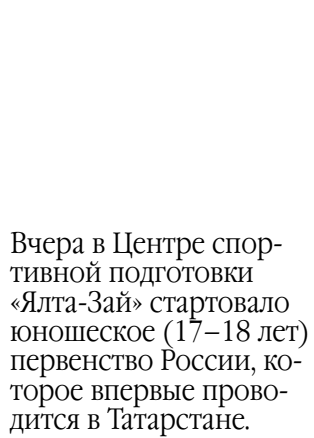 Вчера в Центре спор-
тивной подготовки
«Ялта-Зай» стартовало
юношеское (17–18 лет)
первенство России, ко-
торое впервые прово-
дится в Татарстане.